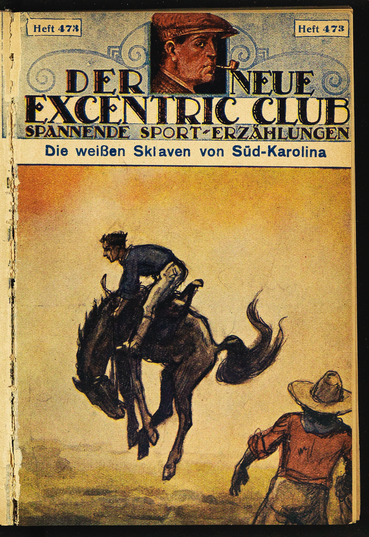 Heft 473
Heft 473
DER NEUE
EXCENTRIC CLUB
SPANNENDE SPORT-ERZÄHLUNGEN
Die weißen Sklaven von Süd-Karolina